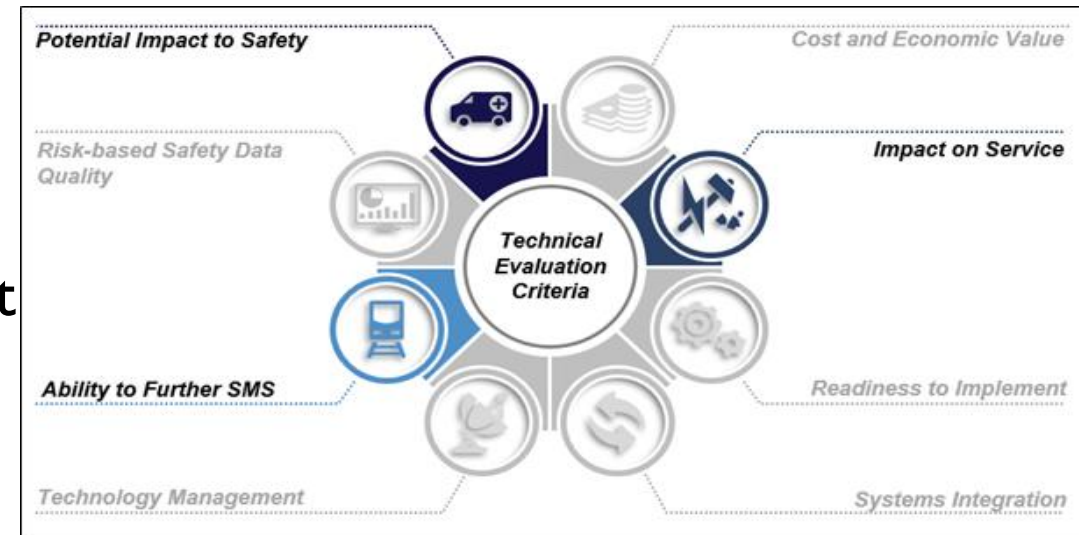 Potential Impact to Safety
Cost and Economic Value
Risk-based Safety Data
Quality
Impact on Service
Technical
Evaluation
Criteria
t
Ability to Further SMS
Readiness to Implement
Technology Management
Systems Integration